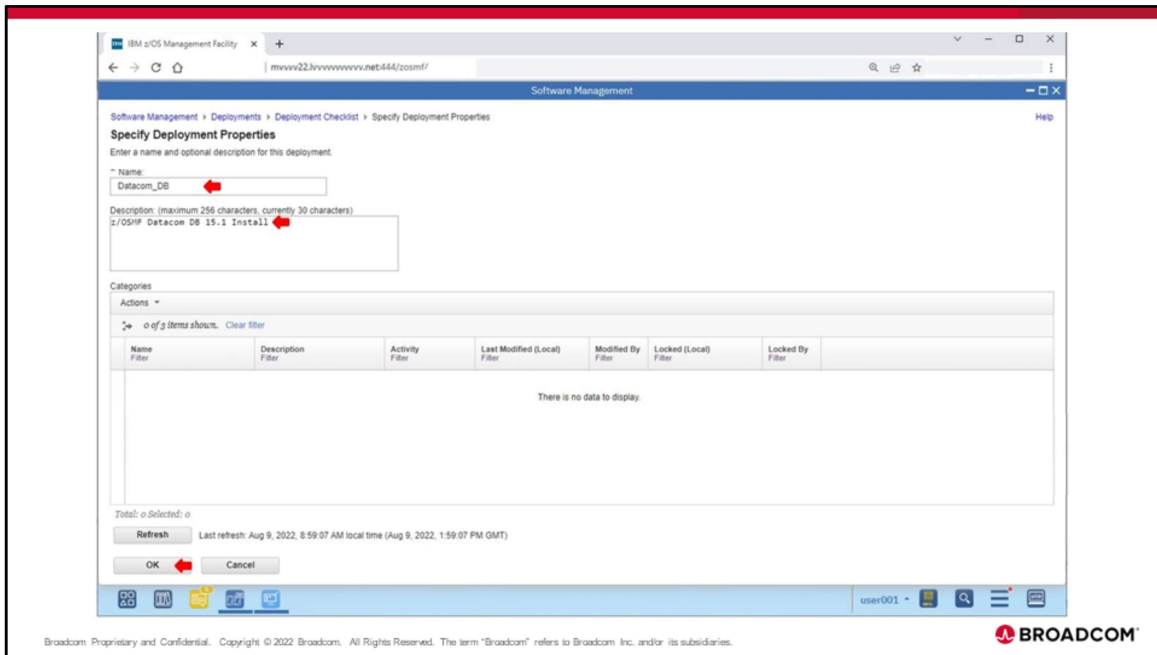 IBM z/OS Management Facility
mvvvv22.lvvvvvvvvvv.net:444/zosmf/
Software Management
Software Management Deployments Deployment Checklist Specify Deployment Properties Help
Specify Deployment Properties
Enter a name and optional description for this deployment.
* Name:
Datacom_DB
Description: (maximum 256 characters, currently 30 characters)
z/OSMF Datacom DB 15.1 Install
Categories
Actions
0 of 3 items shown. Clear filter
Name Description Activity Last Modified (Local) Modified By Locked (Local) Locked By
Filter Filter Filter Filter Filter Filter Filter
There is no data to display.
Total: 0 Selected: 0
Refresh Last refresh: Aug 9, 2022, 8:59:07 AM local time (Aug 9, 2022, 1:59:07 PM GMT)
OK Cancel
user001
Broadcom Proprietary and Confidential. Copyright © 2022 Broadcom. All Rights Reserved. The term “Broadcom” refers to Broadcom Inc. and/or its subsidiaries.
BROADCOM